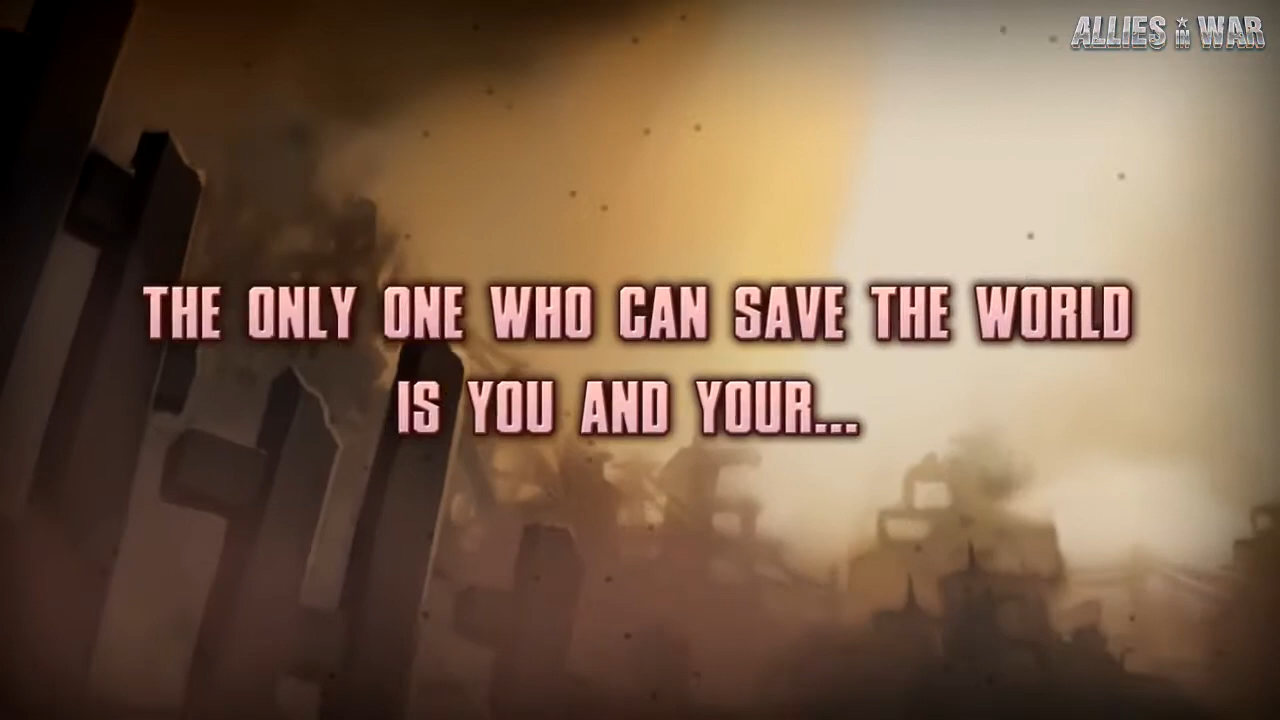 ALLIES IN WAR
THE ONLY ONE WHO CAN SAVE THE WORLD
IS YOU AND YOUR...